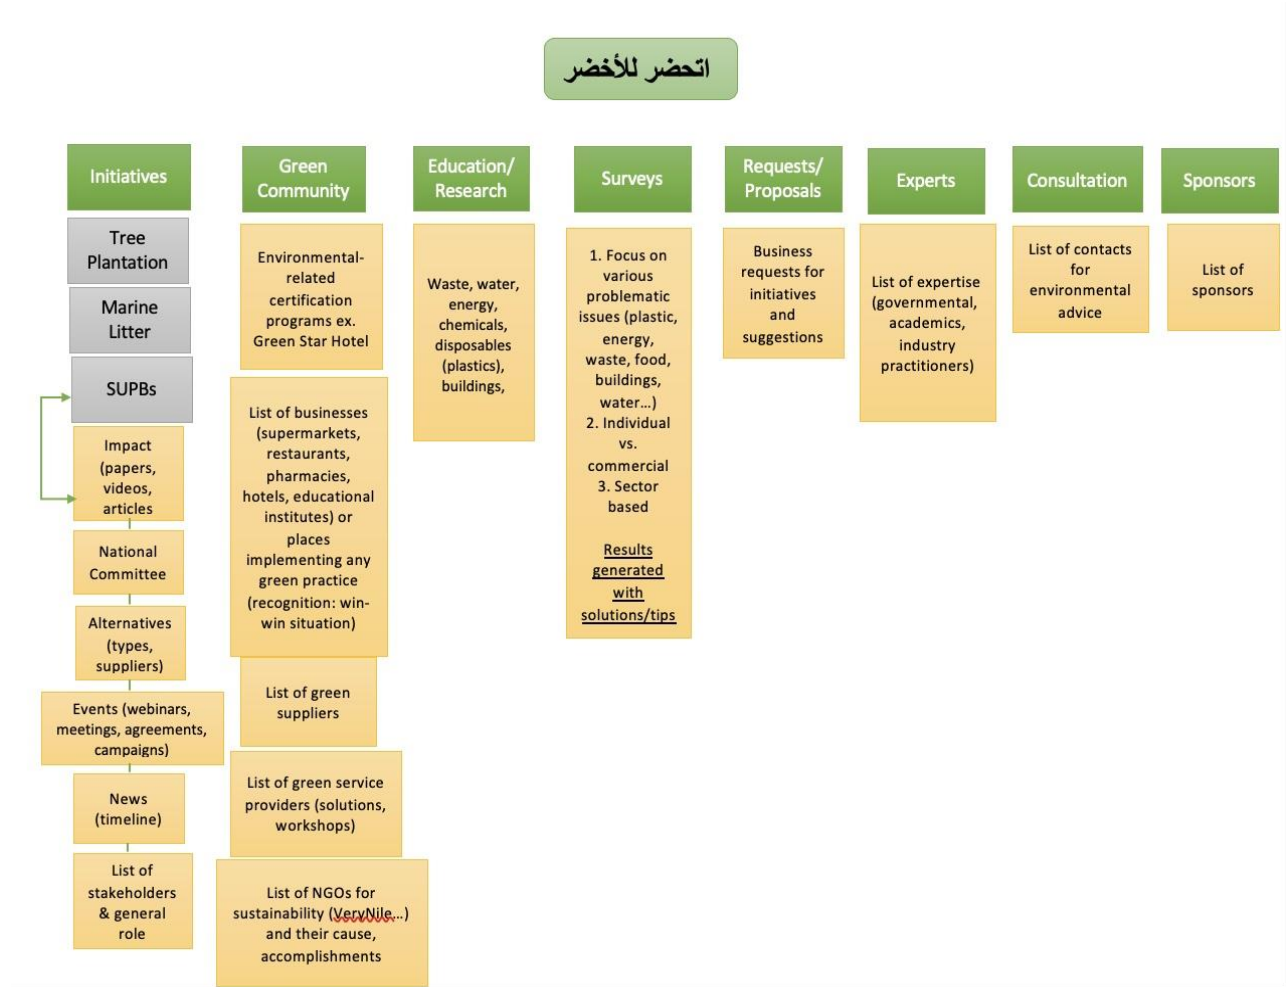 اتحضر للأخضر
Initiatives
Tree
Plantation
Marine
Litter
SUPBs
Impact
(papers,
videos,
articles
National
Committee
Alternatives
(types,
suppliers)
Events (webinars,
meetings, agreements,
campaigns)
News
(timeline)
List of
stakeholders
& general
role
Green
Community
Environmental-
related
certification
programs ex.
Green Star Hotel
List of businesses
(supermarkets,
restaurants,
pharmacies,
hotels, educational
institutes) or
places
implementing any
green practice
(recognition: win-
win situation)
List of green
suppliers
List of green service
providers (solutions,
workshops)
List of NGOs for
sustainability (VeryNile...)
and their cause,
accomplishments
Education/
Research
Waste, water,
energy,
chemicals,
disposables
(plastics),
buildings,
Surveys
1. Focus on
various
problematic
issues (plastic,
energy,
waste, food,
buildings,
water...)
2. Individual
vs.
commercial
3. Sector
based
Results
generated
with
solutions/tips
Requests/
Proposals
Business
requests for
initiatives
and
suggestions
Experts
List of expertise
(governmental,
academics,
industry
practitioners)
Consultation
List of contacts
for
environmental
advice
Sponsors
List of
sponsors